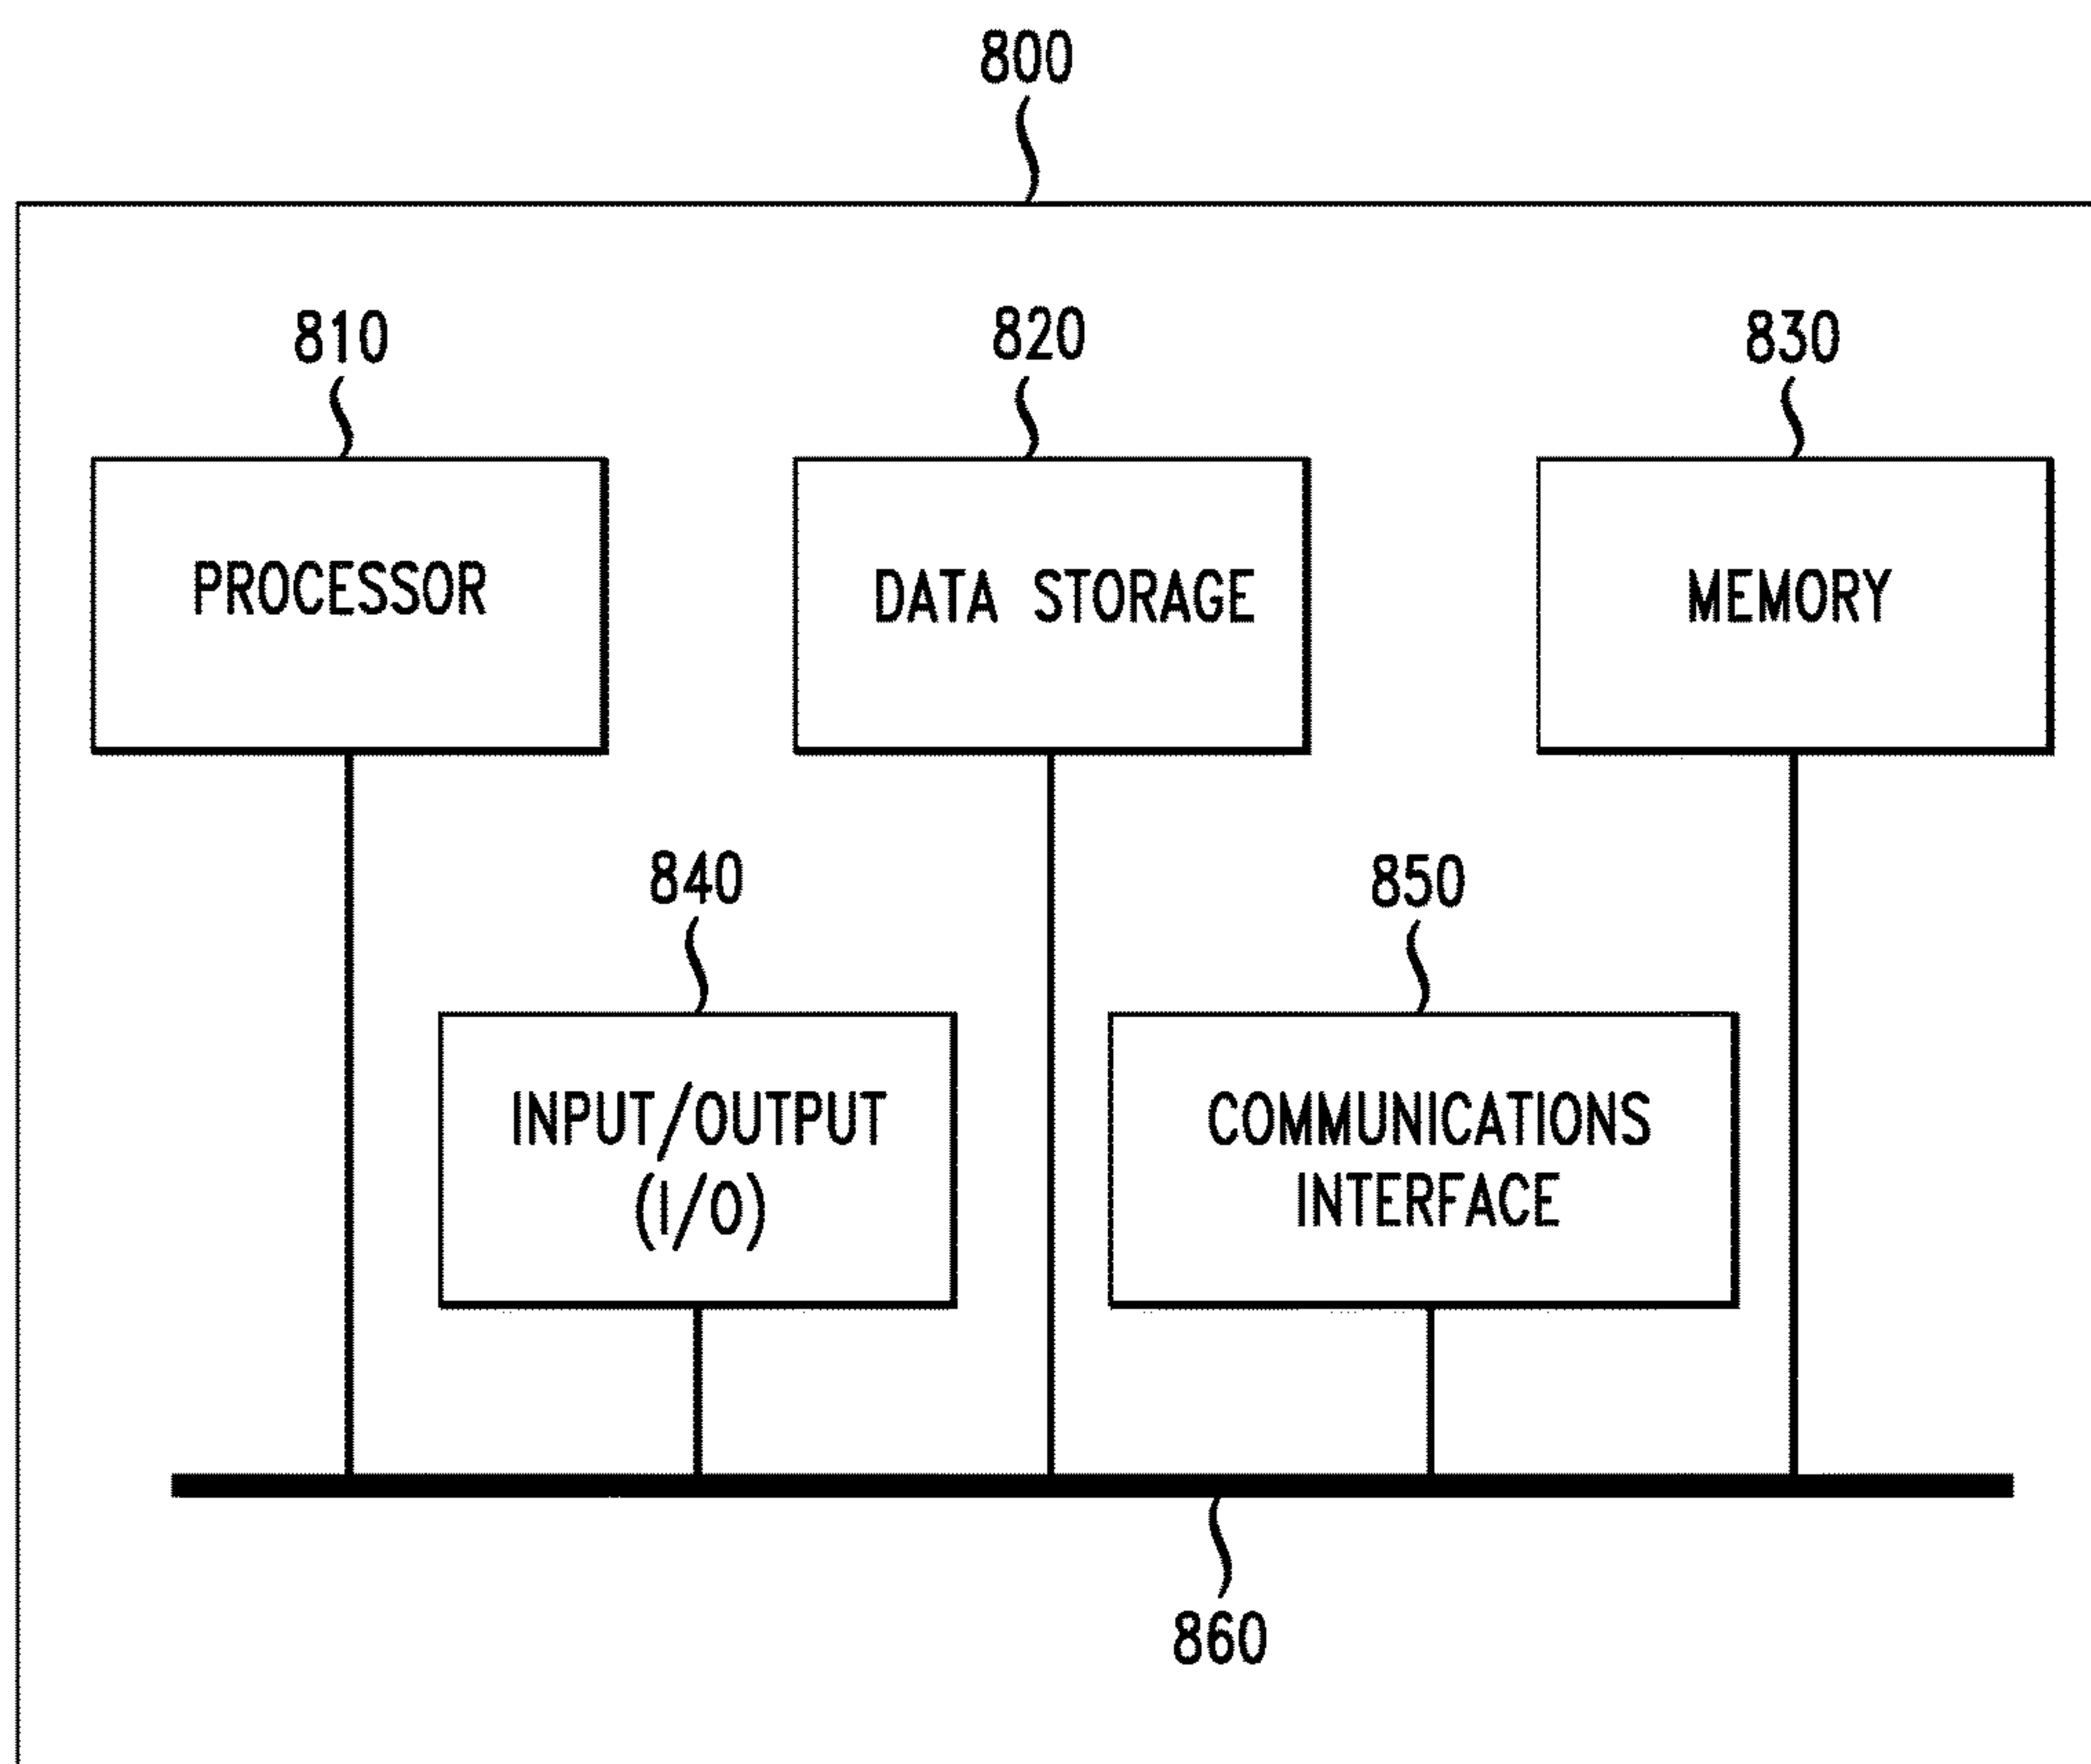 800
810
820
830
PROCESSOR
DATA STORAGE
MEMORY
840
850
INPUT/OUTPUT
(I/O)
COMMUNICATIONS
INTERFACE
860